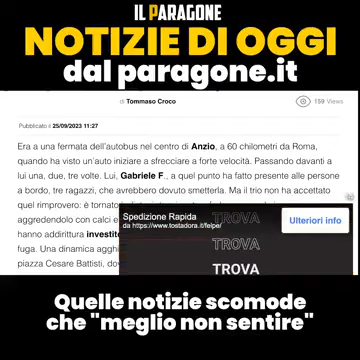 IL PARAGONE
NOTIZIE DI OGGI
dal paragone.it
di Tommaso Croco
159 Views
Pubblicato il 25/09/2023 11:27
Era a una fermata dell'autobus nel centro di Anzio, a 60 chilometri da Roma,
quando ha visto un'auto iniziare a sfrecciare a forte velocità. Passando davanti a
lui una, due, tre volte. Lui, Gabriele F., a quel punto ha fatto presente alle persone
a bordo, tre ragazzi, che avrebbero dovuto smetterla. Ma il trio non ha accettato
quel rimprovero: è
aggredendolo con calci e
hanno addirittura
fuga. Una dinamica
piazza Cesare Battisti,
Spedizione Rapida
da https://www.tostadora.it/felpe/
TROVA
TROVA
TROVA
Ulteriori info
Quelle notizie scomode
che "meglio non sentire"